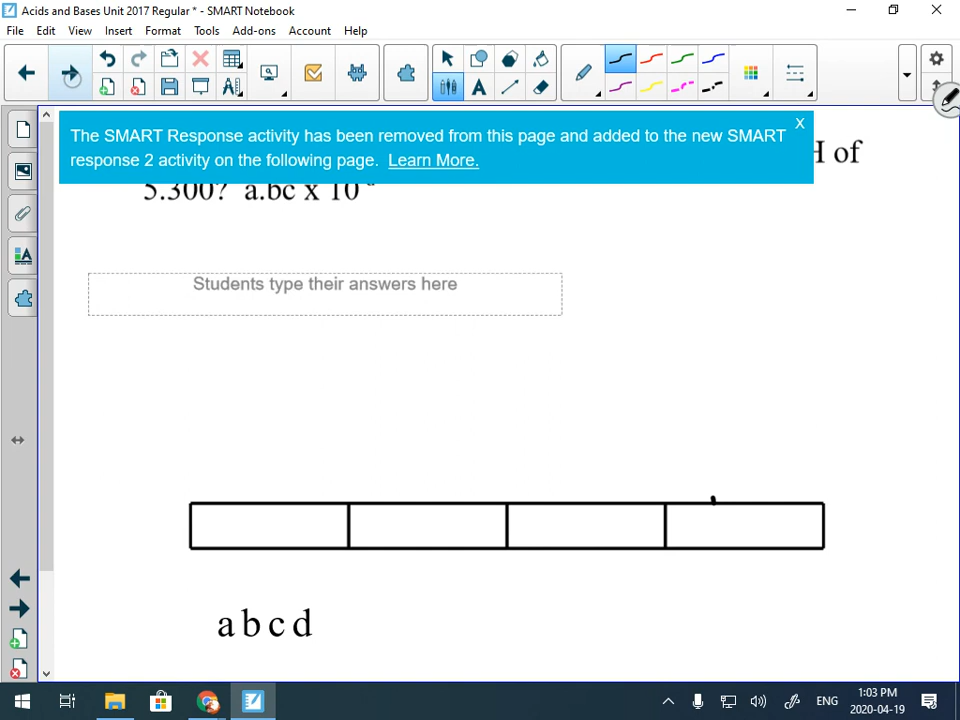 Acids and Bases Unit 2017 Regular * - SMART Notebook
File Edit View Insert Format Tools Add-ons Account Help
The SMART Response activity has been removed from this page and added to the new SMART
response 2 activity on the following page. Learn More.
X
H of
5.300? a.bc x 10
Students type their answers here
a b c d
ENG
1:03 PM
2020-04-19